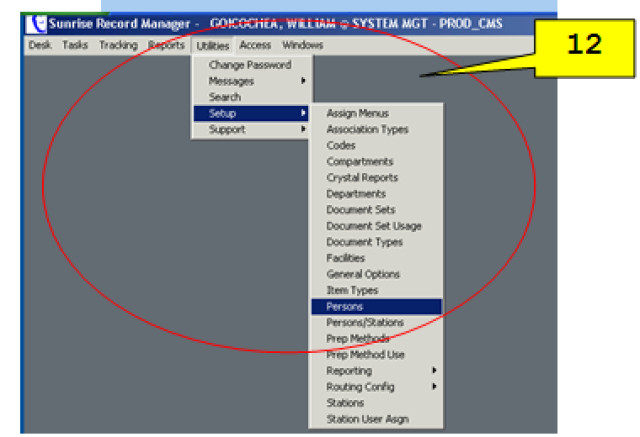 Sunrise Record Manager - GOICOCHEA, WILLIAM @ SYSTEM MGT - PROD_CMS
12
Desk Tasks Tracking Reports Utilities Access Windows
Change Password
Messages
Search
Setup
Support
Assign Menus
Association Types
Codes
Compartments
Crystal Reports
Departments
Document Sets
Document Set Usage
Document Types
Facilities
General Options
Item Types
Persons
Persons/Stations
Prep Methods
Prep Method Use
Reporting
Routing Config
Stations
Station User Asgn